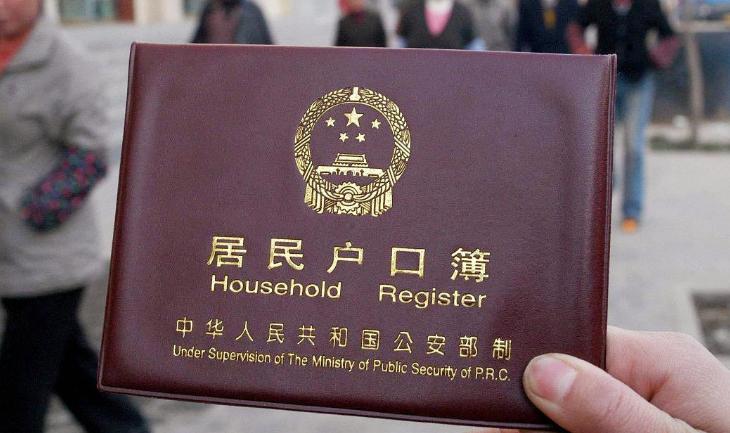 居民户口簿
Household Register
中华人民共和国公安部制
Under Supervision of The Ministry of Public Security of P.R.C.